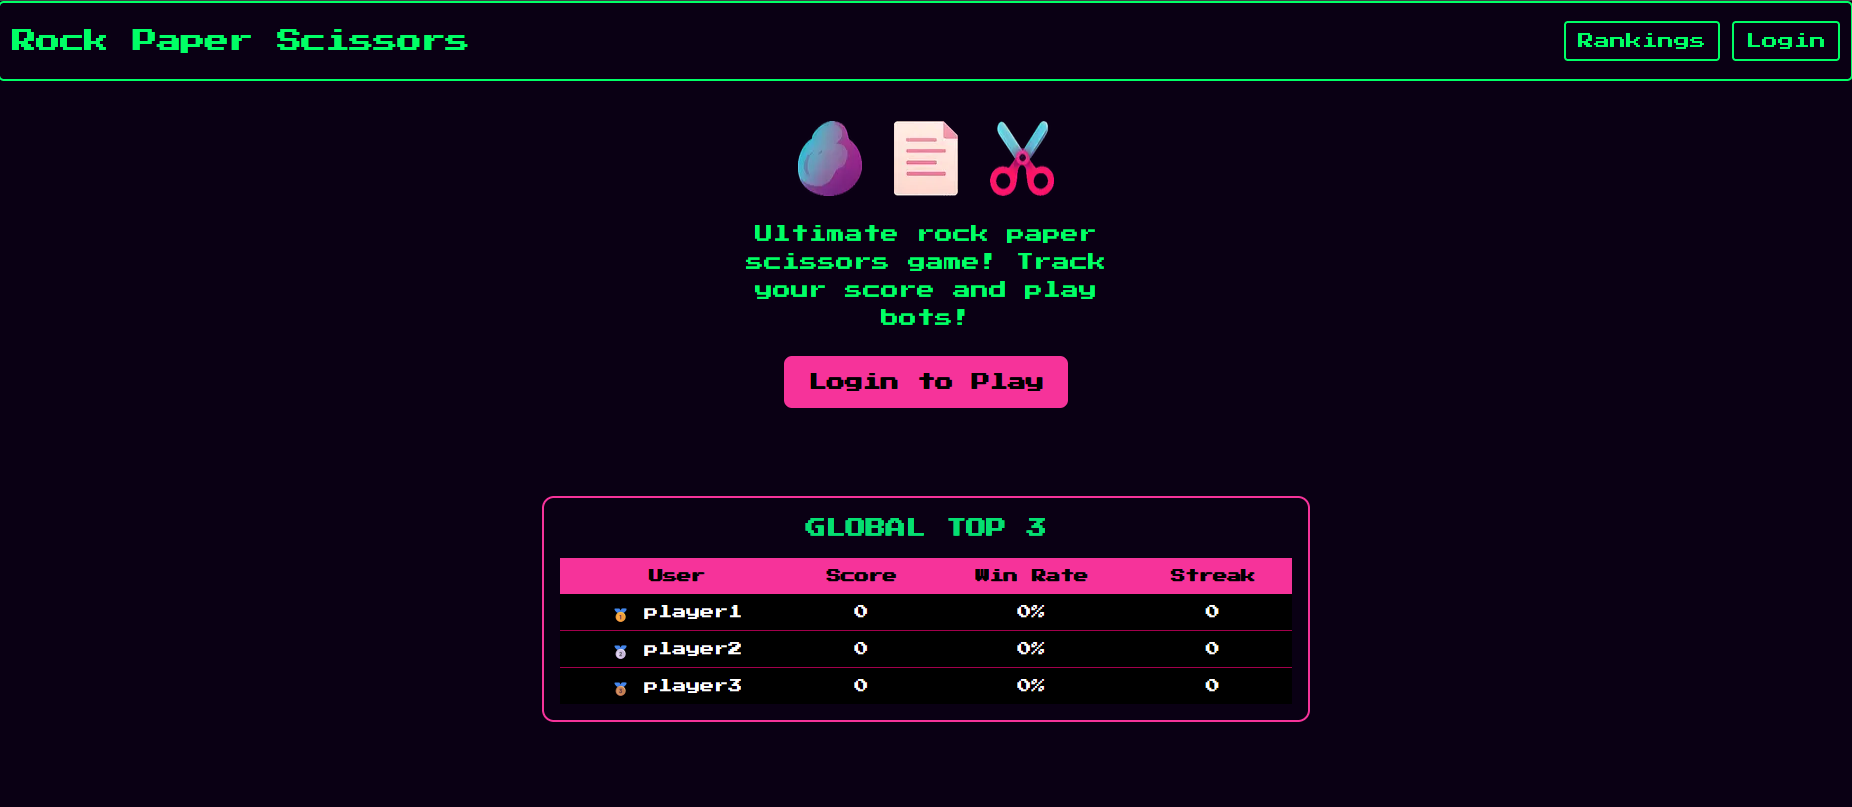 Rock Paper Scissors
Rankings
Login
Ultimate rock paper
scissors game! Track
your score and play
bots!
Login to Play
GLOBAL TOP 3
User Score Win Rate Streak
player1 0 0% 0
player2 0 0% 0
player3 0 0% 0